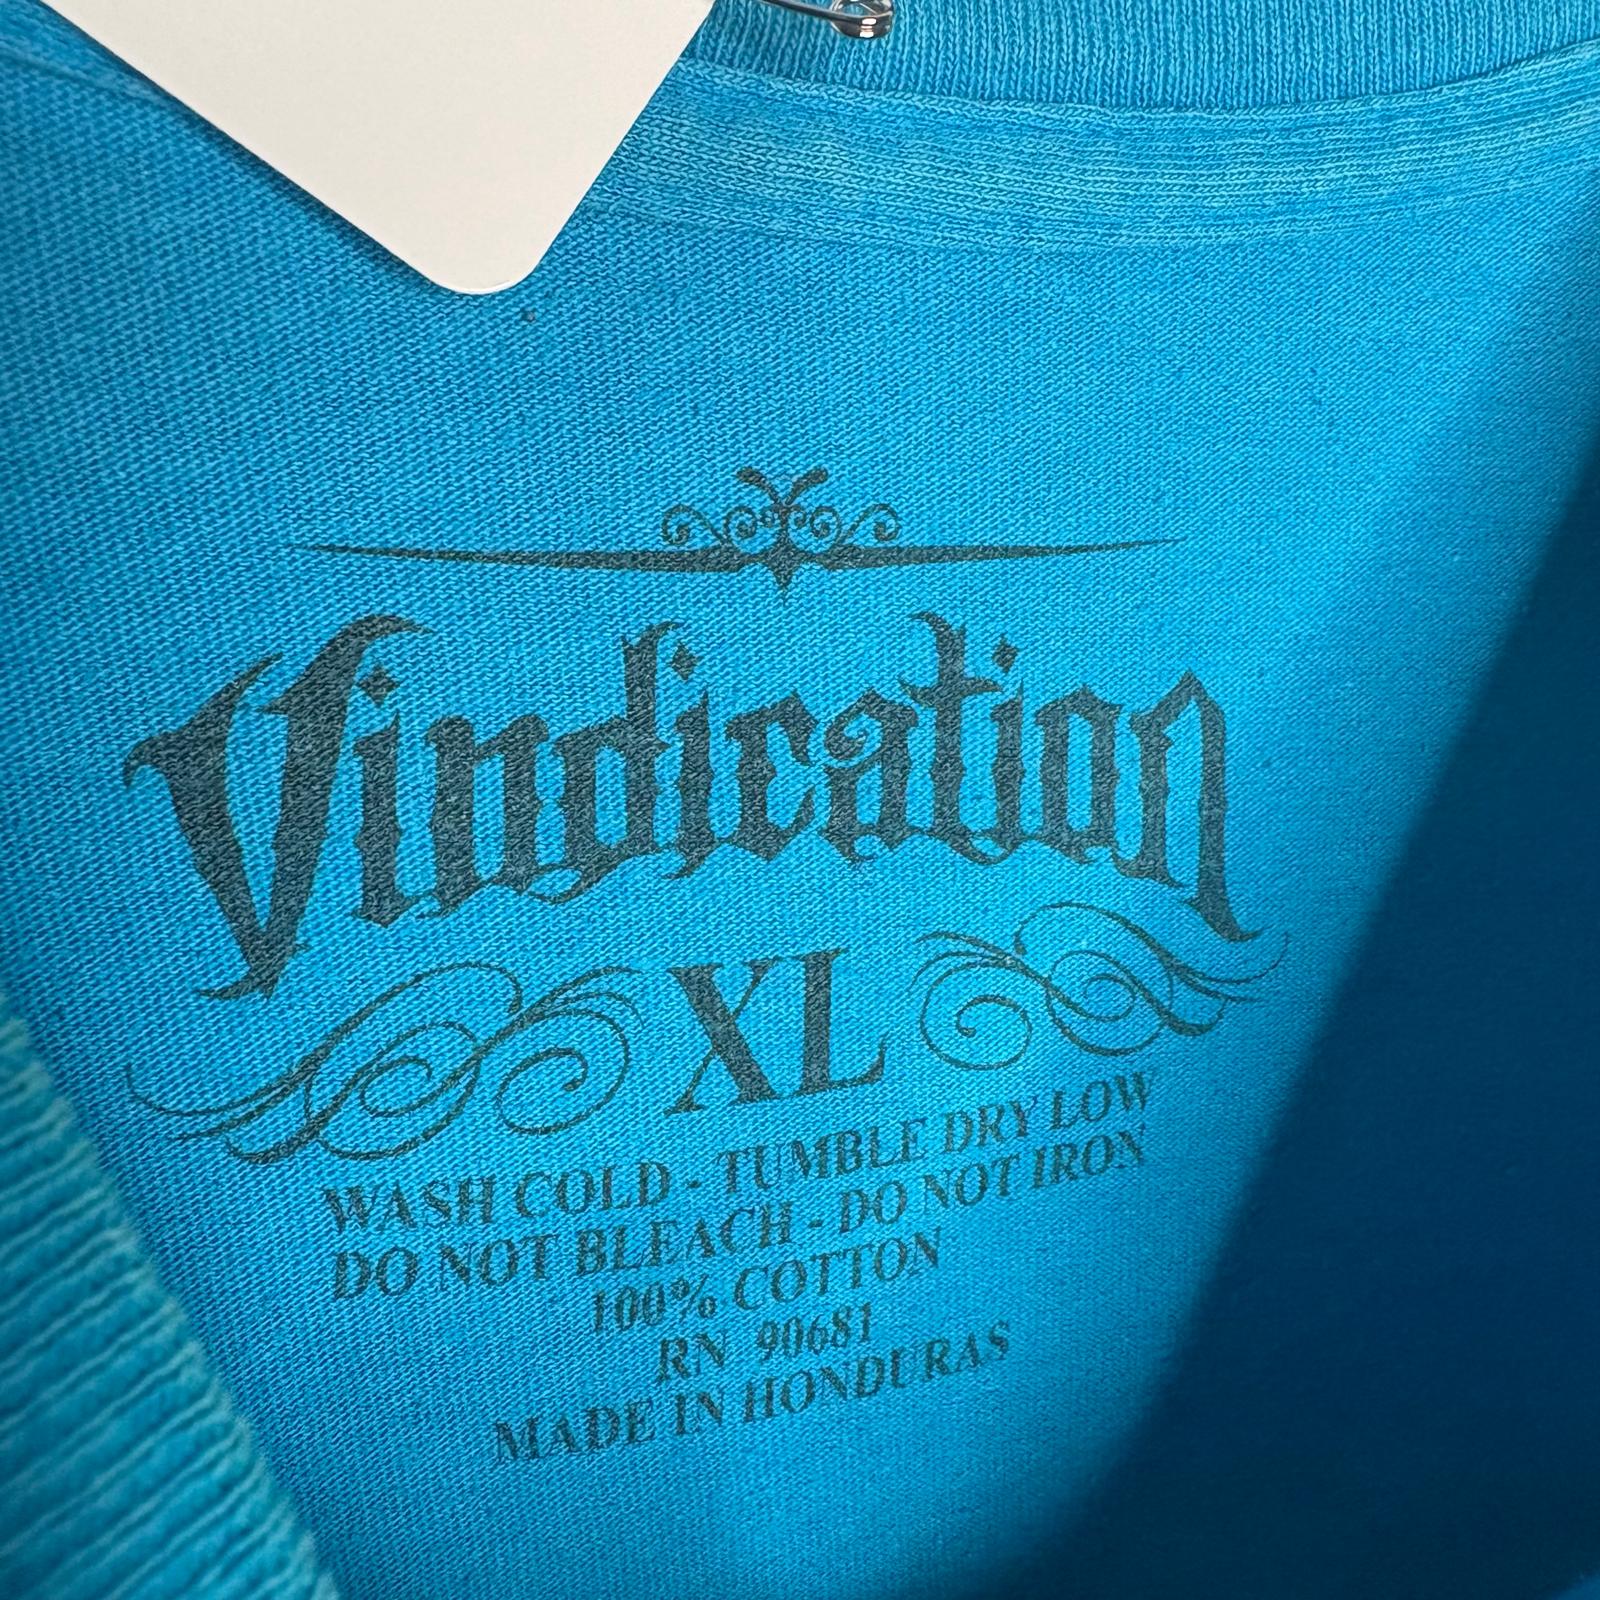 Vindication
XL
WASH COLD - TUMBLE DRY LOW
DO NOT BLEACH - DO NOT IRON
100% COTTON
RN 90681
MADE IN HONDURAS